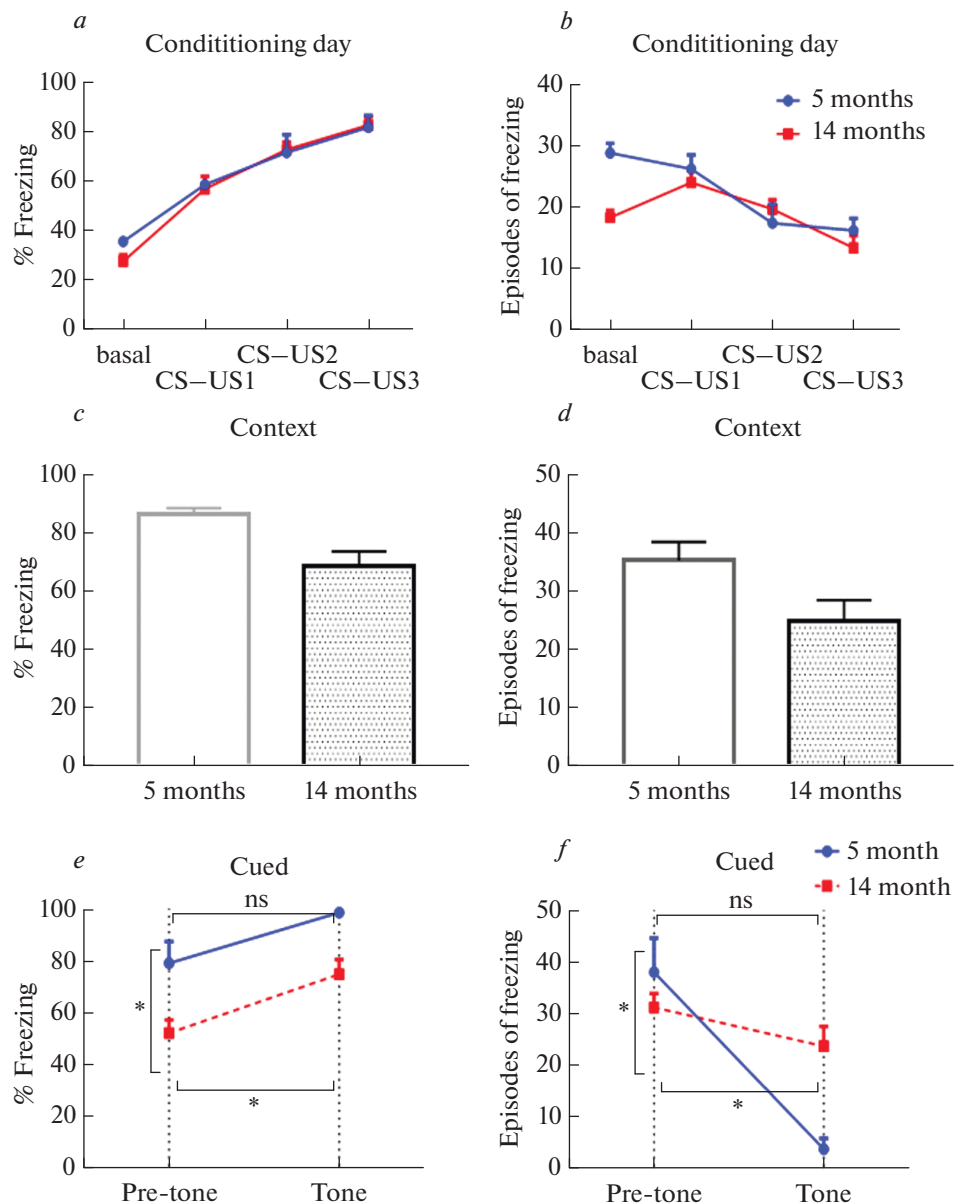 a
Condititioning day
% Freezing
100
80
60
40
20
0
basal
CS–US1
CS–US2
CS–US3
b
Condititioning day
Episodes of freezing
40
30
20
10
0
5 months
14 months
basal
CS–US1
CS–US2
CS–US3
c
Context
% Freezing
100
80
60
40
20
0
5 months
14 months
d
Context
Episodes of freezing
50
40
30
20
10
0
5 months
14 months
e
Cued
% Freezing
100
80
60
40
20
0
ns
*
*
Pre-tone
Tone
f
Cued
5 month
14 month
Episodes of freezing
50
40
30
20
10
0
ns
*
*
Pre-tone
Tone